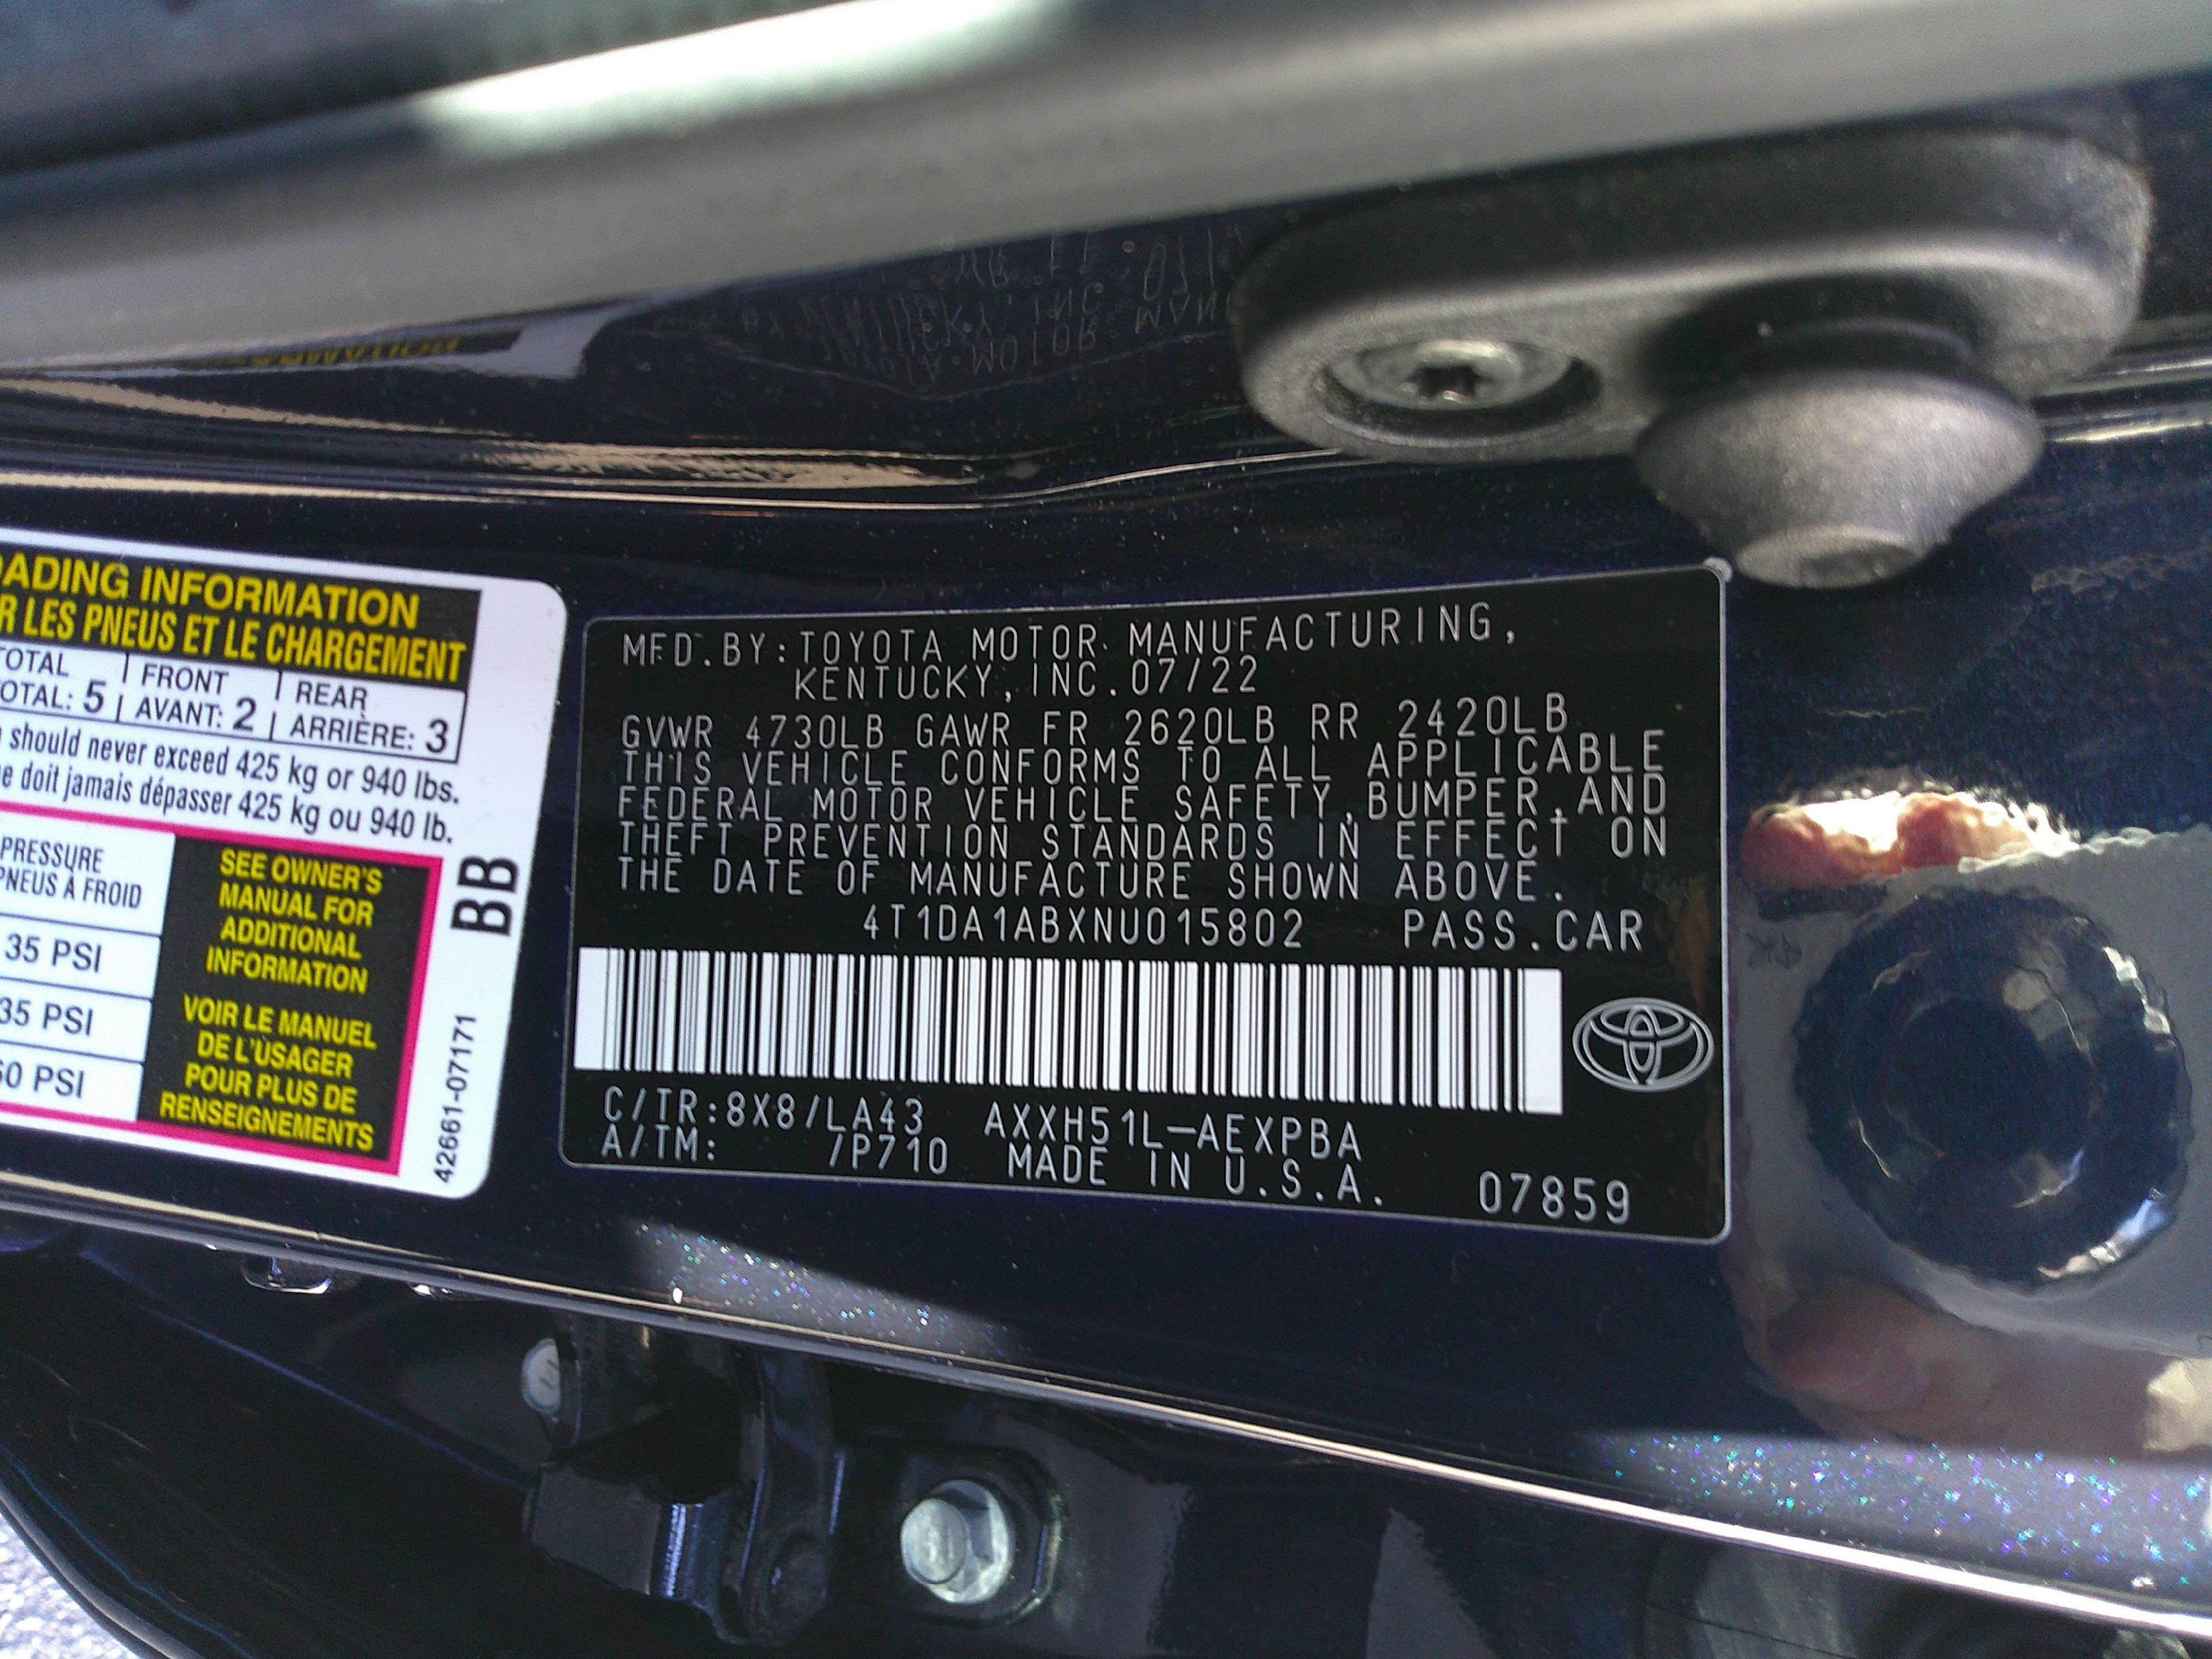 ADING INFORMATION
R LES PNEUS ET LE CHARGEMENT
TOTAL | FRONT | REAR
OTAL: 5 | AVANT: 2 | ARRIÈRE: 3
should never exceed 425 kg or 940 lbs.
e doit jamais dépasser 425 kg ou 940 lb.
PRESSURE
PNEUS À FROID
35 PSI
35 PSI
60 PSI
SEE OWNER'S
MANUAL FOR
ADDITIONAL
INFORMATION
VOIR LE MANUEL
DE L'USAGER
POUR PLUS DE
RENSEIGNEMENTS
BB
42661-07171
MFD.BY:TOYOTA MOTOR MANUFACTURING,
KENTUCKY, INC.07/22
GVWR 4730LB GAWR FR 2620LB RR 2420LB
THIS VEHICLE CONFORMS TO ALL APPLICABLE
FEDERAL MOTOR VEHICLE SAFETY,BUMPER,AND
THEFT PREVENTION STANDARDS IN EFFECT ON
THE DATE OF MANUFACTURE SHOWN ABOVE.
4T1DA1ABXNU015802 PASS.CAR
C/TR:8X8/LA43 AXXH51L-AEXPBA
A/TM: /P710 MADE IN U.S.A. 07859